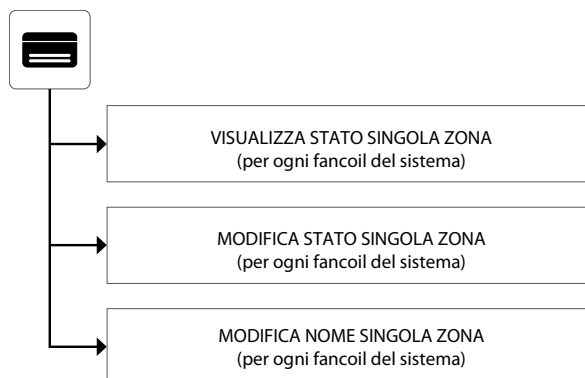 VISUALIZZA STATO SINGOLA ZONA
(per ogni fancoil del sistema)
MODIFICA STATO SINGOLA ZONA
(per ogni fancoil del sistema)
MODIFICA NOME SINGOLA ZONA
(per ogni fancoil del sistema)